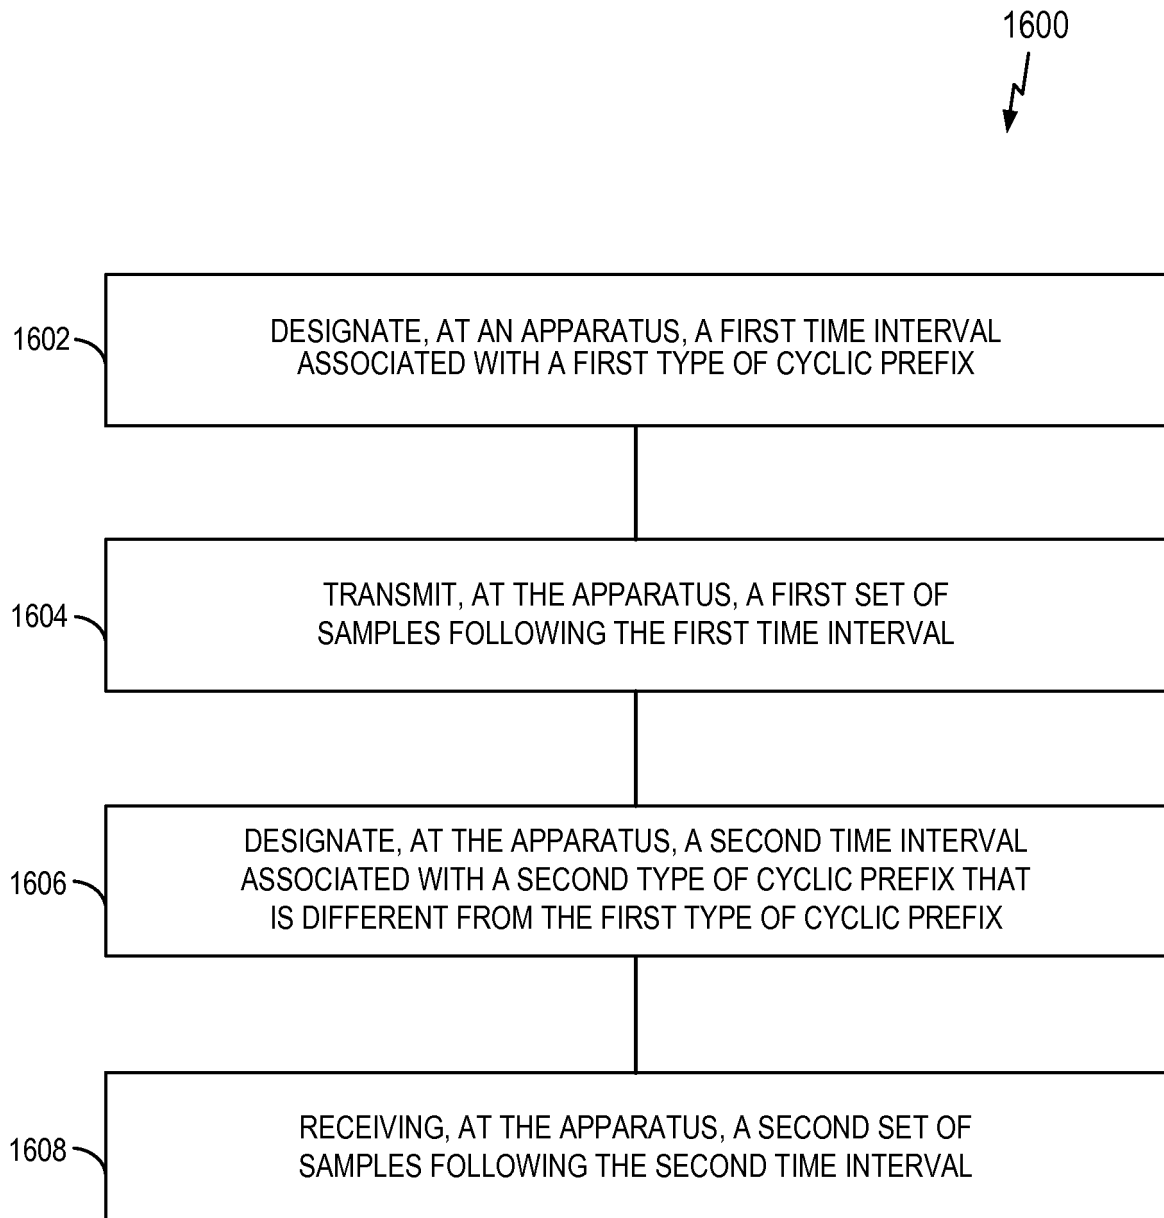 1600
1602
DESIGNATE, AT AN APPARATUS, A FIRST TIME INTERVAL
ASSOCIATED WITH A FIRST TYPE OF CYCLIC PREFIX
1604
TRANSMIT, AT THE APPARATUS, A FIRST SET OF
SAMPLES FOLLOWING THE FIRST TIME INTERVAL
1606
DESIGNATE, AT THE APPARATUS, A SECOND TIME INTERVAL
ASSOCIATED WITH A SECOND TYPE OF CYCLIC PREFIX THAT
IS DIFFERENT FROM THE FIRST TYPE OF CYCLIC PREFIX
1608
RECEIVING, AT THE APPARATUS, A SECOND SET OF
SAMPLES FOLLOWING THE SECOND TIME INTERVAL